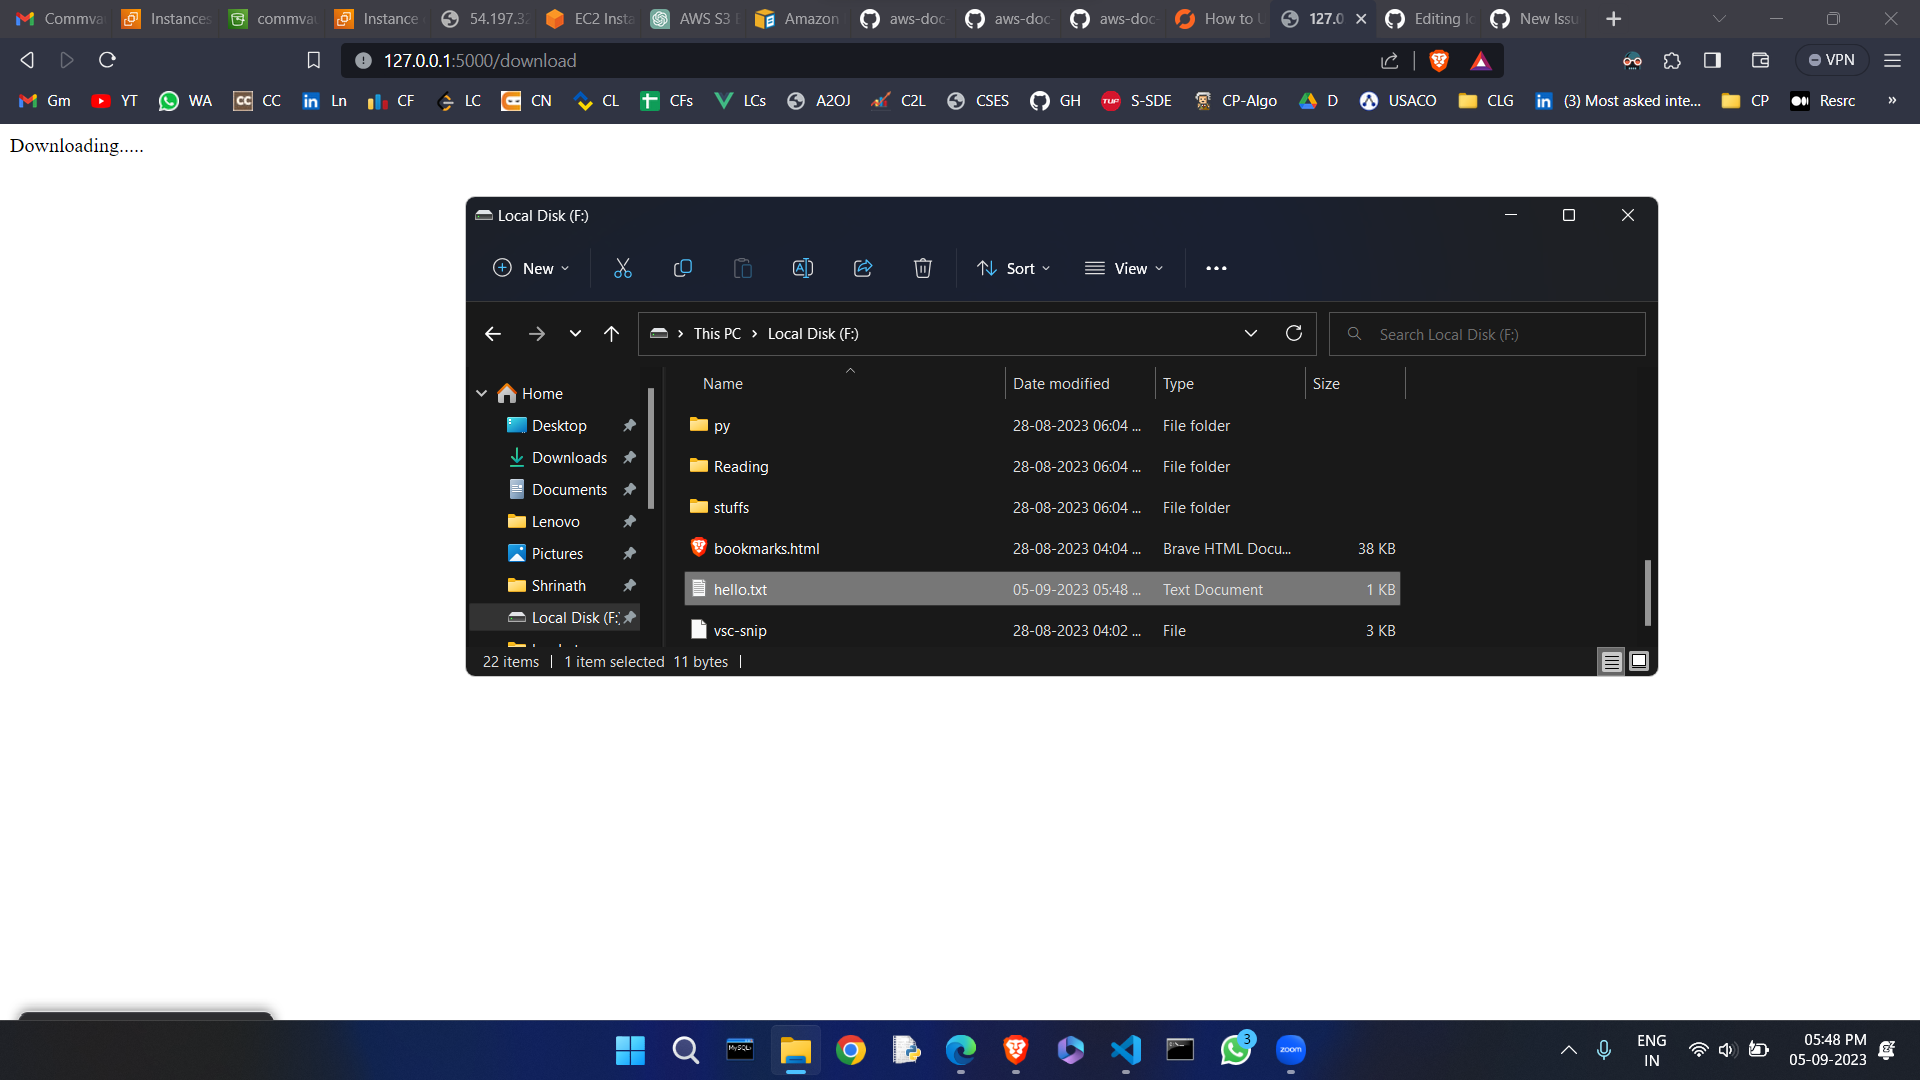 Commva
Instances
commvau
Instance
54.197.32
EC2 Insta
AWS S3
Amazon
aws-doc-
aws-doc-
aws-doc-
How to U
127.0
Editing
New Issu
127.0.0.1:5000/download
VPN
Gm YT WA CC Ln CF LC CN CL CFs LCs A2OJ C2L CSES GH S-SDE CP-Algo D USACO CLG (3) Most asked inte... CP Resrc »
Downloading.....
Local Disk (F:)
New Sort View
This PC Local Disk (F:) Search Local Disk (F:)
Name Date modified Type Size
Home
Desktop
Downloads
Documents
Lenovo
Pictures
Shrinath
Local Disk (F:)
py 28-08-2023 06:04 ... File folder
Reading 28-08-2023 06:04 ... File folder
stuffs 28-08-2023 06:04 ... File folder
bookmarks.html 28-08-2023 04:04 ... Brave HTML Docu... 38 KB
hello.txt 05-09-2023 05:48 ... Text Document 1 KB
vsc-snip 28-08-2023 04:02 ... File 3 KB
22 items 1 item selected 11 bytes
MySQL
3
zoom
ENG
IN
05:48 PM
05-09-2023